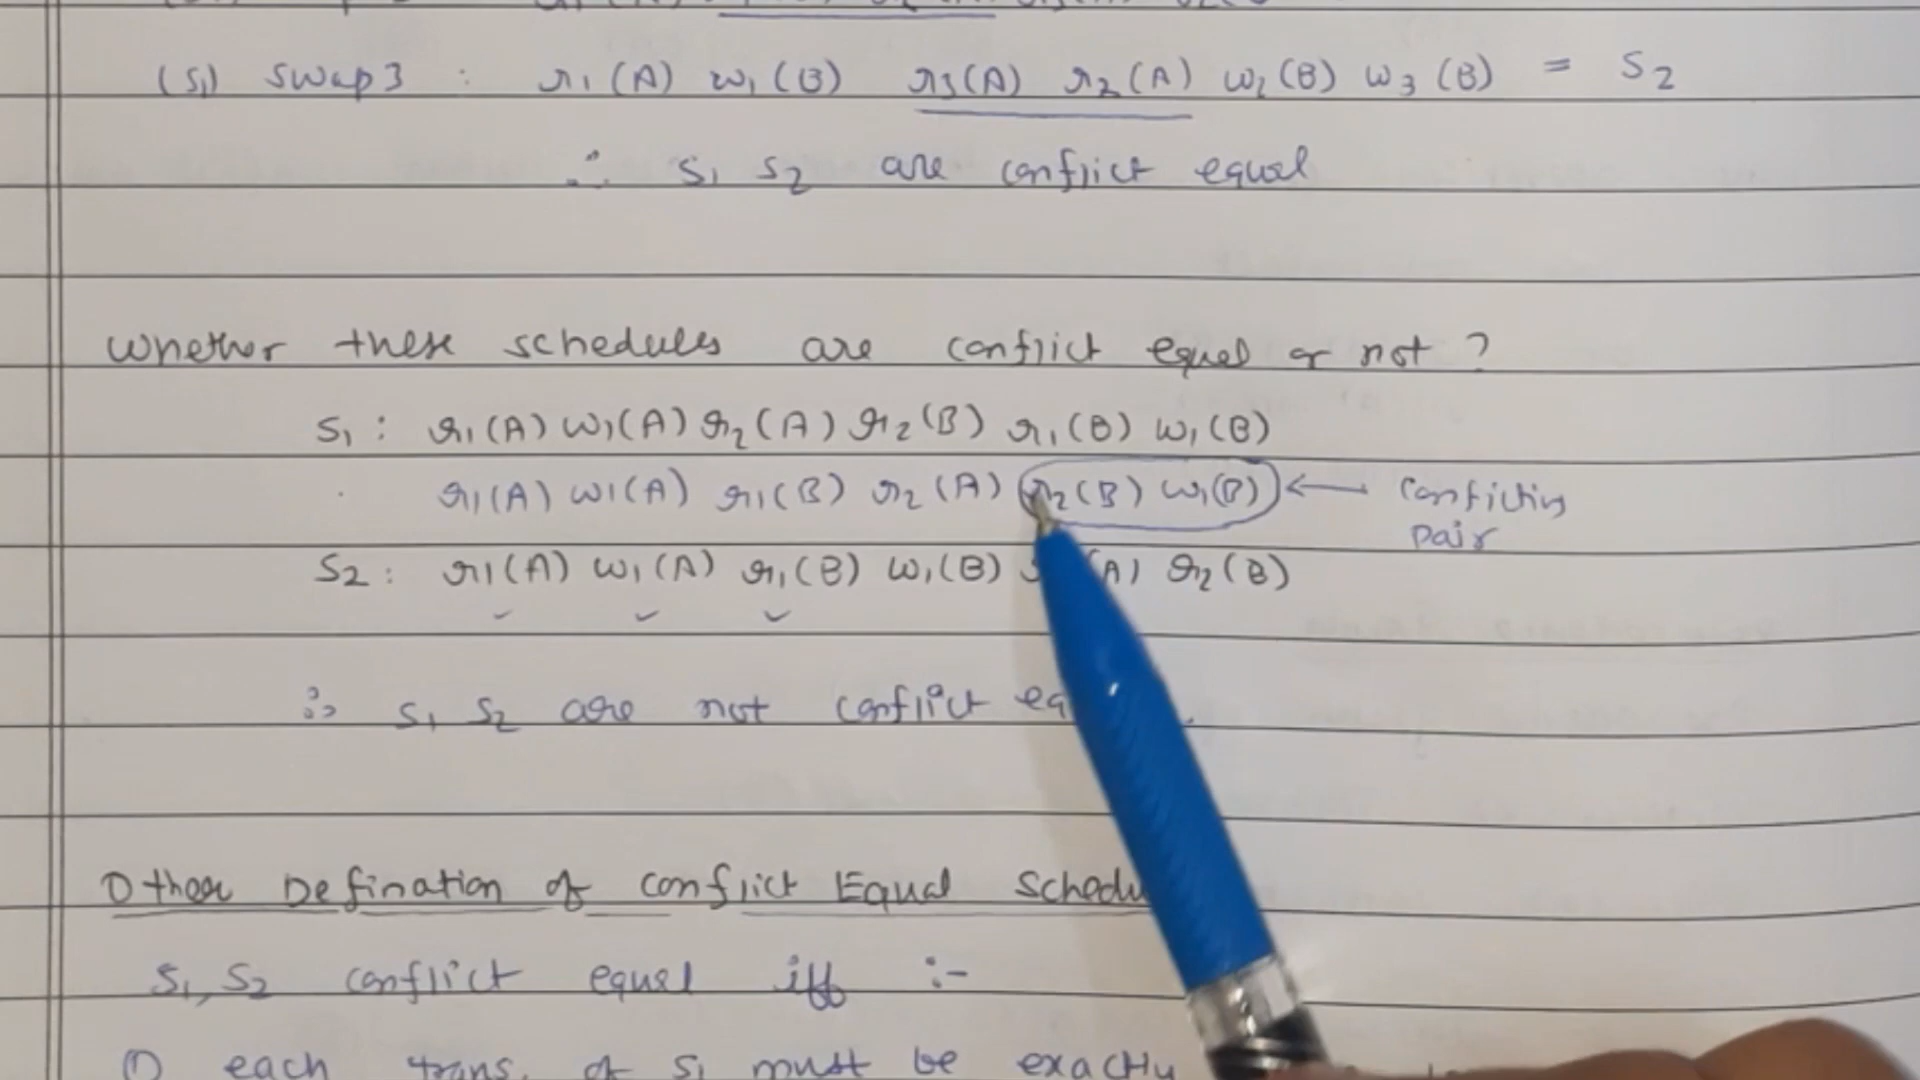 (S1) swap3 : r1(A) w1(B) r3(A) r2(A) w2(B) w3(B) = S2
∴ S1 S2 are conflict equal
Whether these schedules are conflict equal or not ?
S1 : r1(A) w1(A) r2(A) r2(B) r1(B) w1(B)
r1(A) w1(A) r1(B) r2(A) r2(B) w1(B) ← Conflicting
pair
S2 : r1(A) w1(A) r1(B) w1(B) A) r2(B)
∴ S1 S2 are not conflict eq
Other Defination of conflict Equal Schedu
S1, S2 conflict equal iff :-
① each trans. of S1 must be exactly